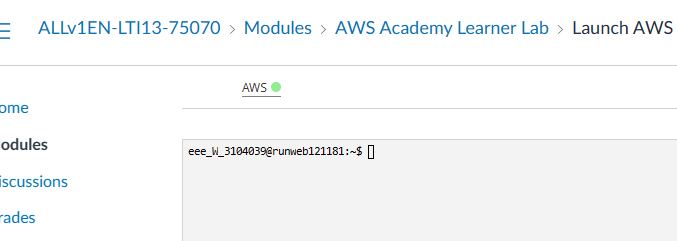 ALLv1EN-LTI13-75070 > Modules > AWS Academy Learner Lab > Launch AWS
AWS
ome
odules
eee_W_3104039@runweb121181:~$
iscussions
rades